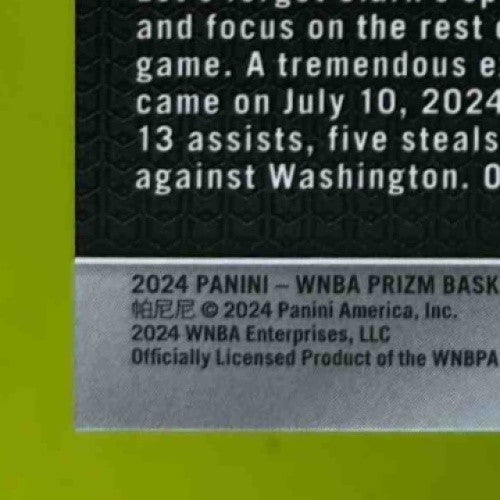 and focus on the rest
game. A tremendous
came on July 10, 2024
13 assists, five steals
against Washington.
2024 PANINI – WNBA PRIZM
帕尼尼 © 2024 Panini America, Inc.
2024 WNBA Enterprises, LLC
Officially Licensed Product of the WNBPA